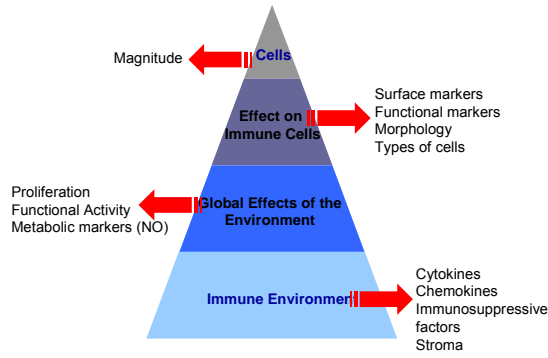 Magnitude
Cells
Effect on
Immune Cells
Surface markers
Functional markers
Morphology
Types of cells
Proliferation
Functional Activity
Metabolic markers (NO)
Global Effects of the
Environment
Immune Environment
Cytokines
Chemokines
Immunosuppressive
factors
Stroma